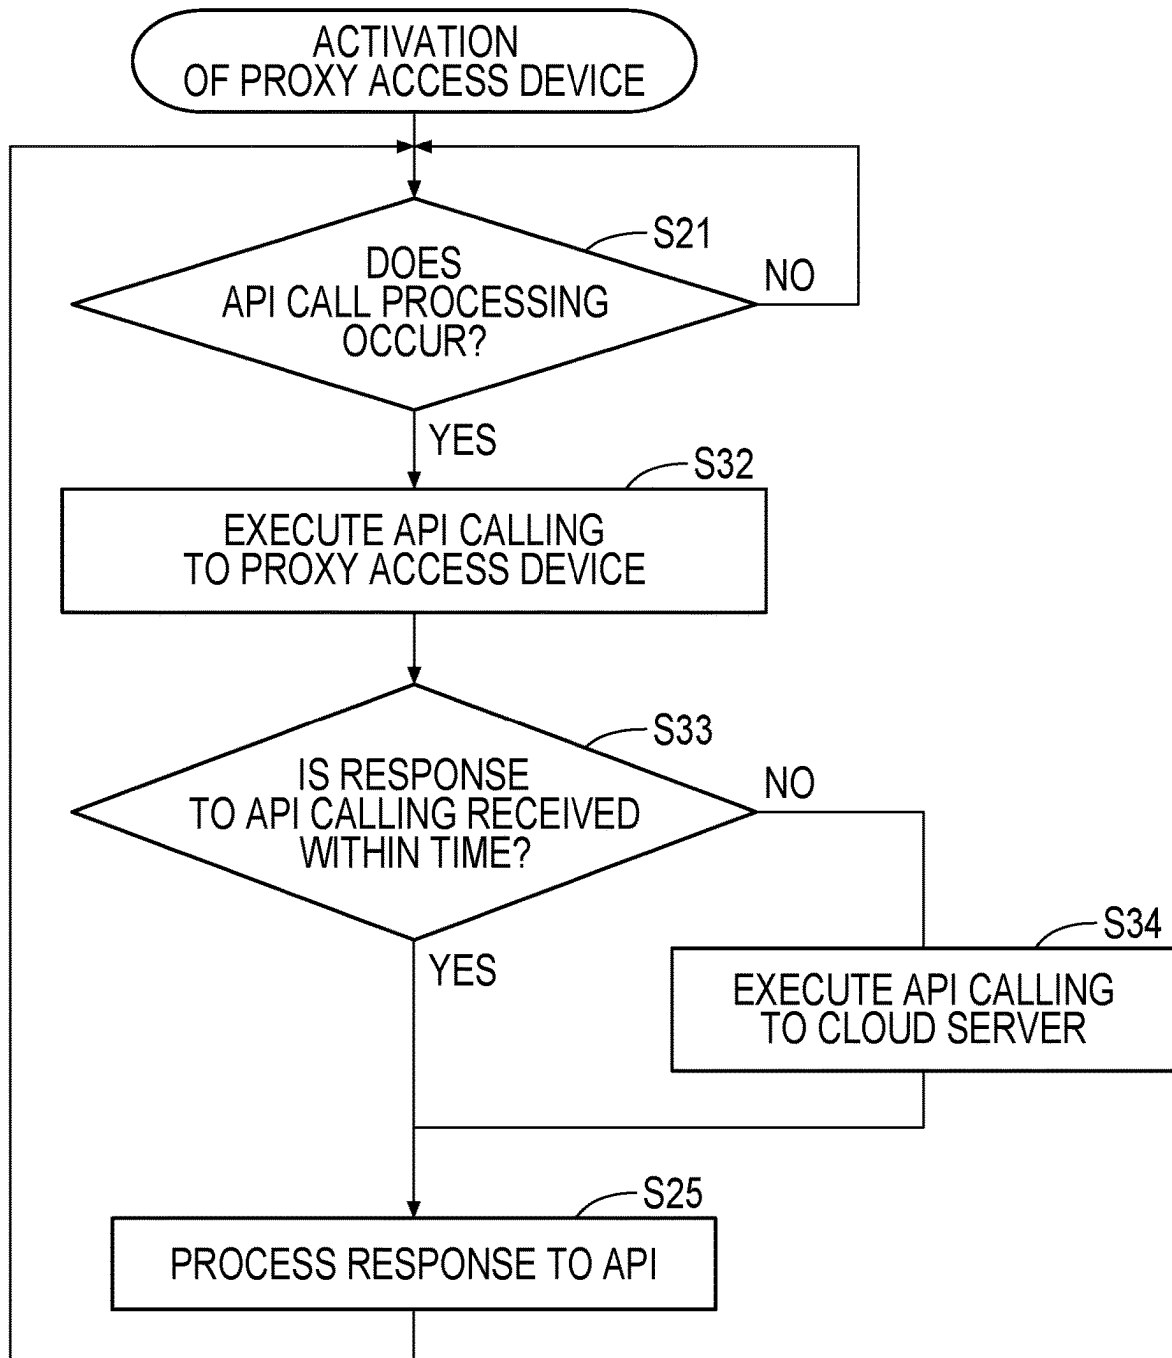 ACTIVATION
OF PROXY ACCESS DEVICE
S21
DOES
API CALL PROCESSING
OCCUR?
NO
YES
S32
EXECUTE API CALLING
TO PROXY ACCESS DEVICE
S33
IS RESPONSE
TO API CALLING RECEIVED
WITHIN TIME?
NO
YES
S34
EXECUTE API CALLING
TO CLOUD SERVER
S25
PROCESS RESPONSE TO API